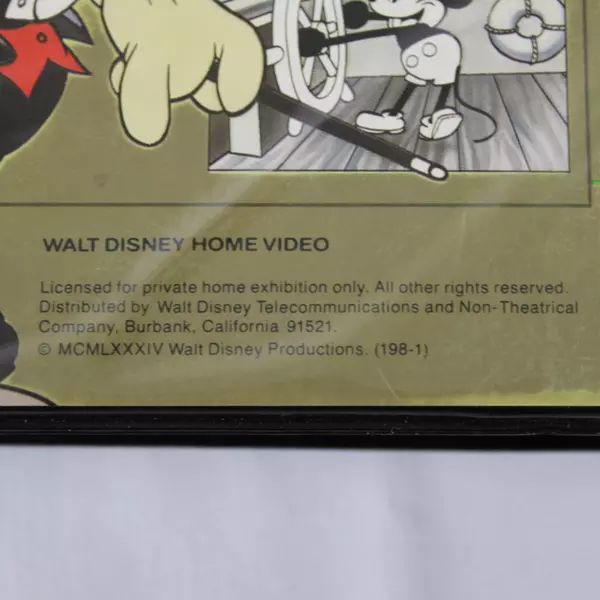 WALT DISNEY HOME VIDEO
Licensed for private home exhibition only. All other rights reserved.
Distributed by Walt Disney Telecommunications and Non-Theatrical
Company, Burbank, California 91521.
© MCMLXXXIV Walt Disney Productions. (198-1)